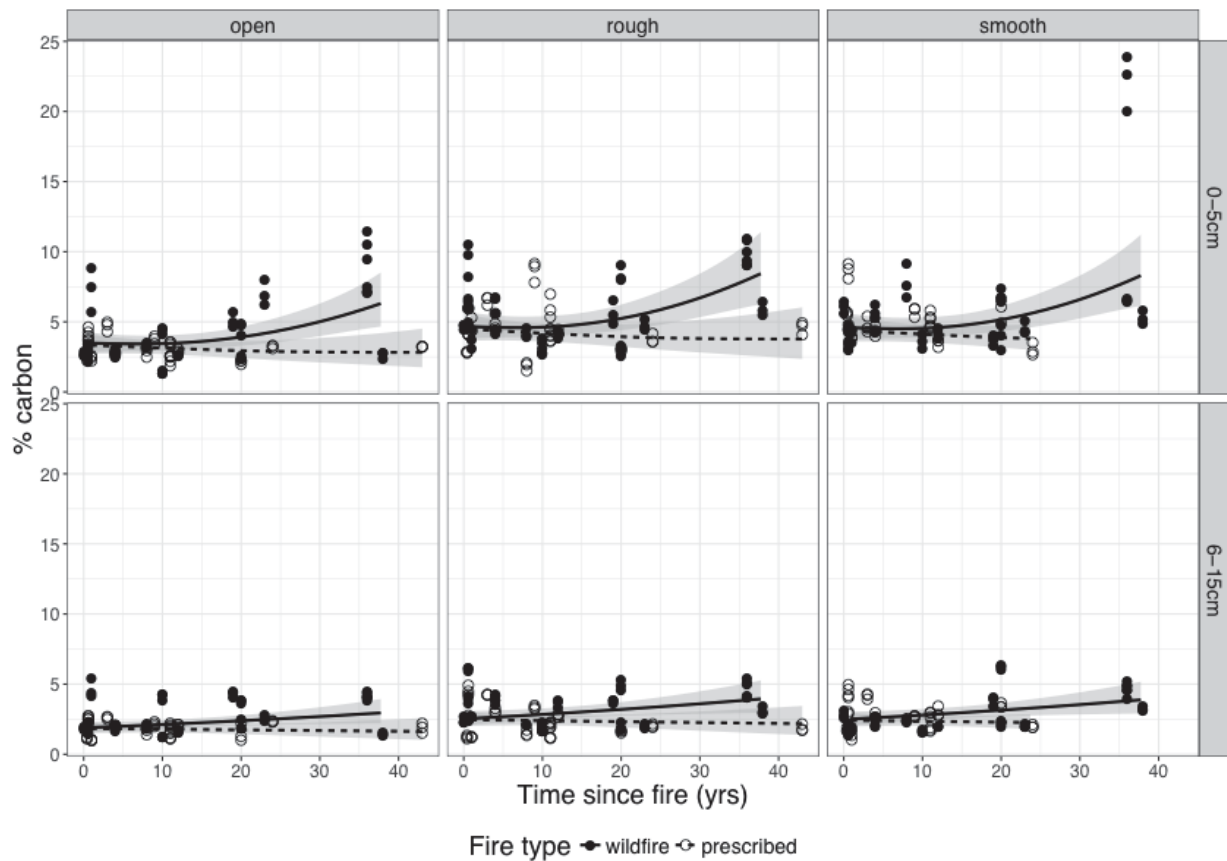 open rough smooth
25
20
15
10
5
0
0–5cm
% carbon
25
20
15
10
5
0
6–15cm
0 10 20 30 40 0 10 20 30 40 0 10 20 30 40
Time since fire (yrs)
Fire type wildfire prescribed